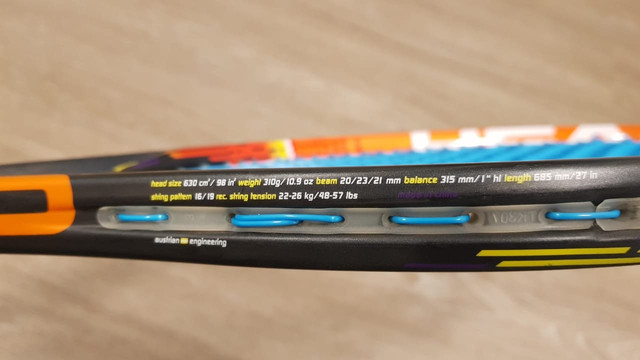 HEA
head size 630 cm²/ 98 in² weight 310g/10.9 oz beam 20/23/21 mm balance 315 mm/1" hl length 685 mm/27 in
string pattern 16/19 rec. string tension 22-26 kg/48-57 lbs
austrian engineering